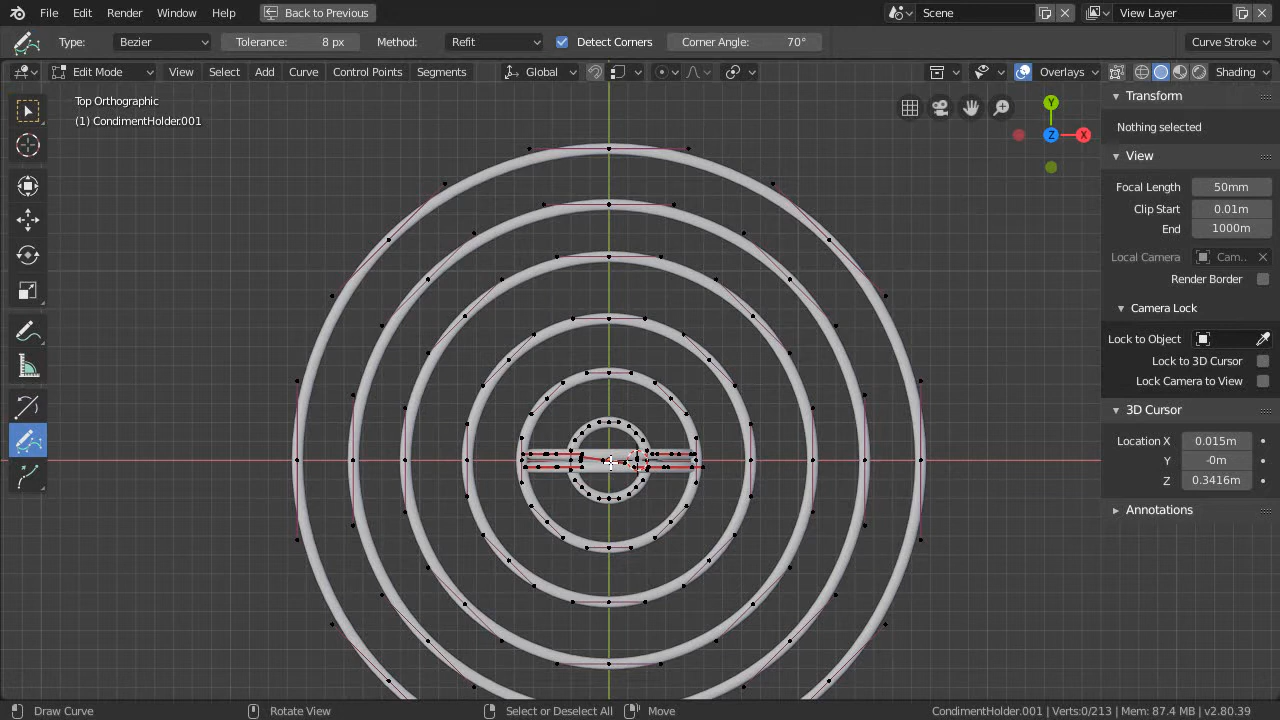 File Edit Render Window Help Back to Previous Scene View Layer
Type: Bezier Tolerance: 8 px Method: Refit Detect Corners Corner Angle: 70° Curve Stroke
Edit Mode View Select Add Curve Control Points Segments Global Overlays Shading
Top Orthographic
(1) CondimentHolder.001
Y
Z
X
Transform
Nothing selected
View
Focal Length 50mm
Clip Start 0.01m
End 1000m
Local Camera Cam..
Render Border
Camera Lock
Lock to Object
Lock to 3D Cursor
Lock Camera to View
3D Cursor
Location X 0.015m
Y -0m
Z 0.3416m
Annotations
Draw Curve Rotate View Select or Deselect All Move CondimentHolder.001 | Verts:0/213 | Mem: 87.4 MB | v2.80.39